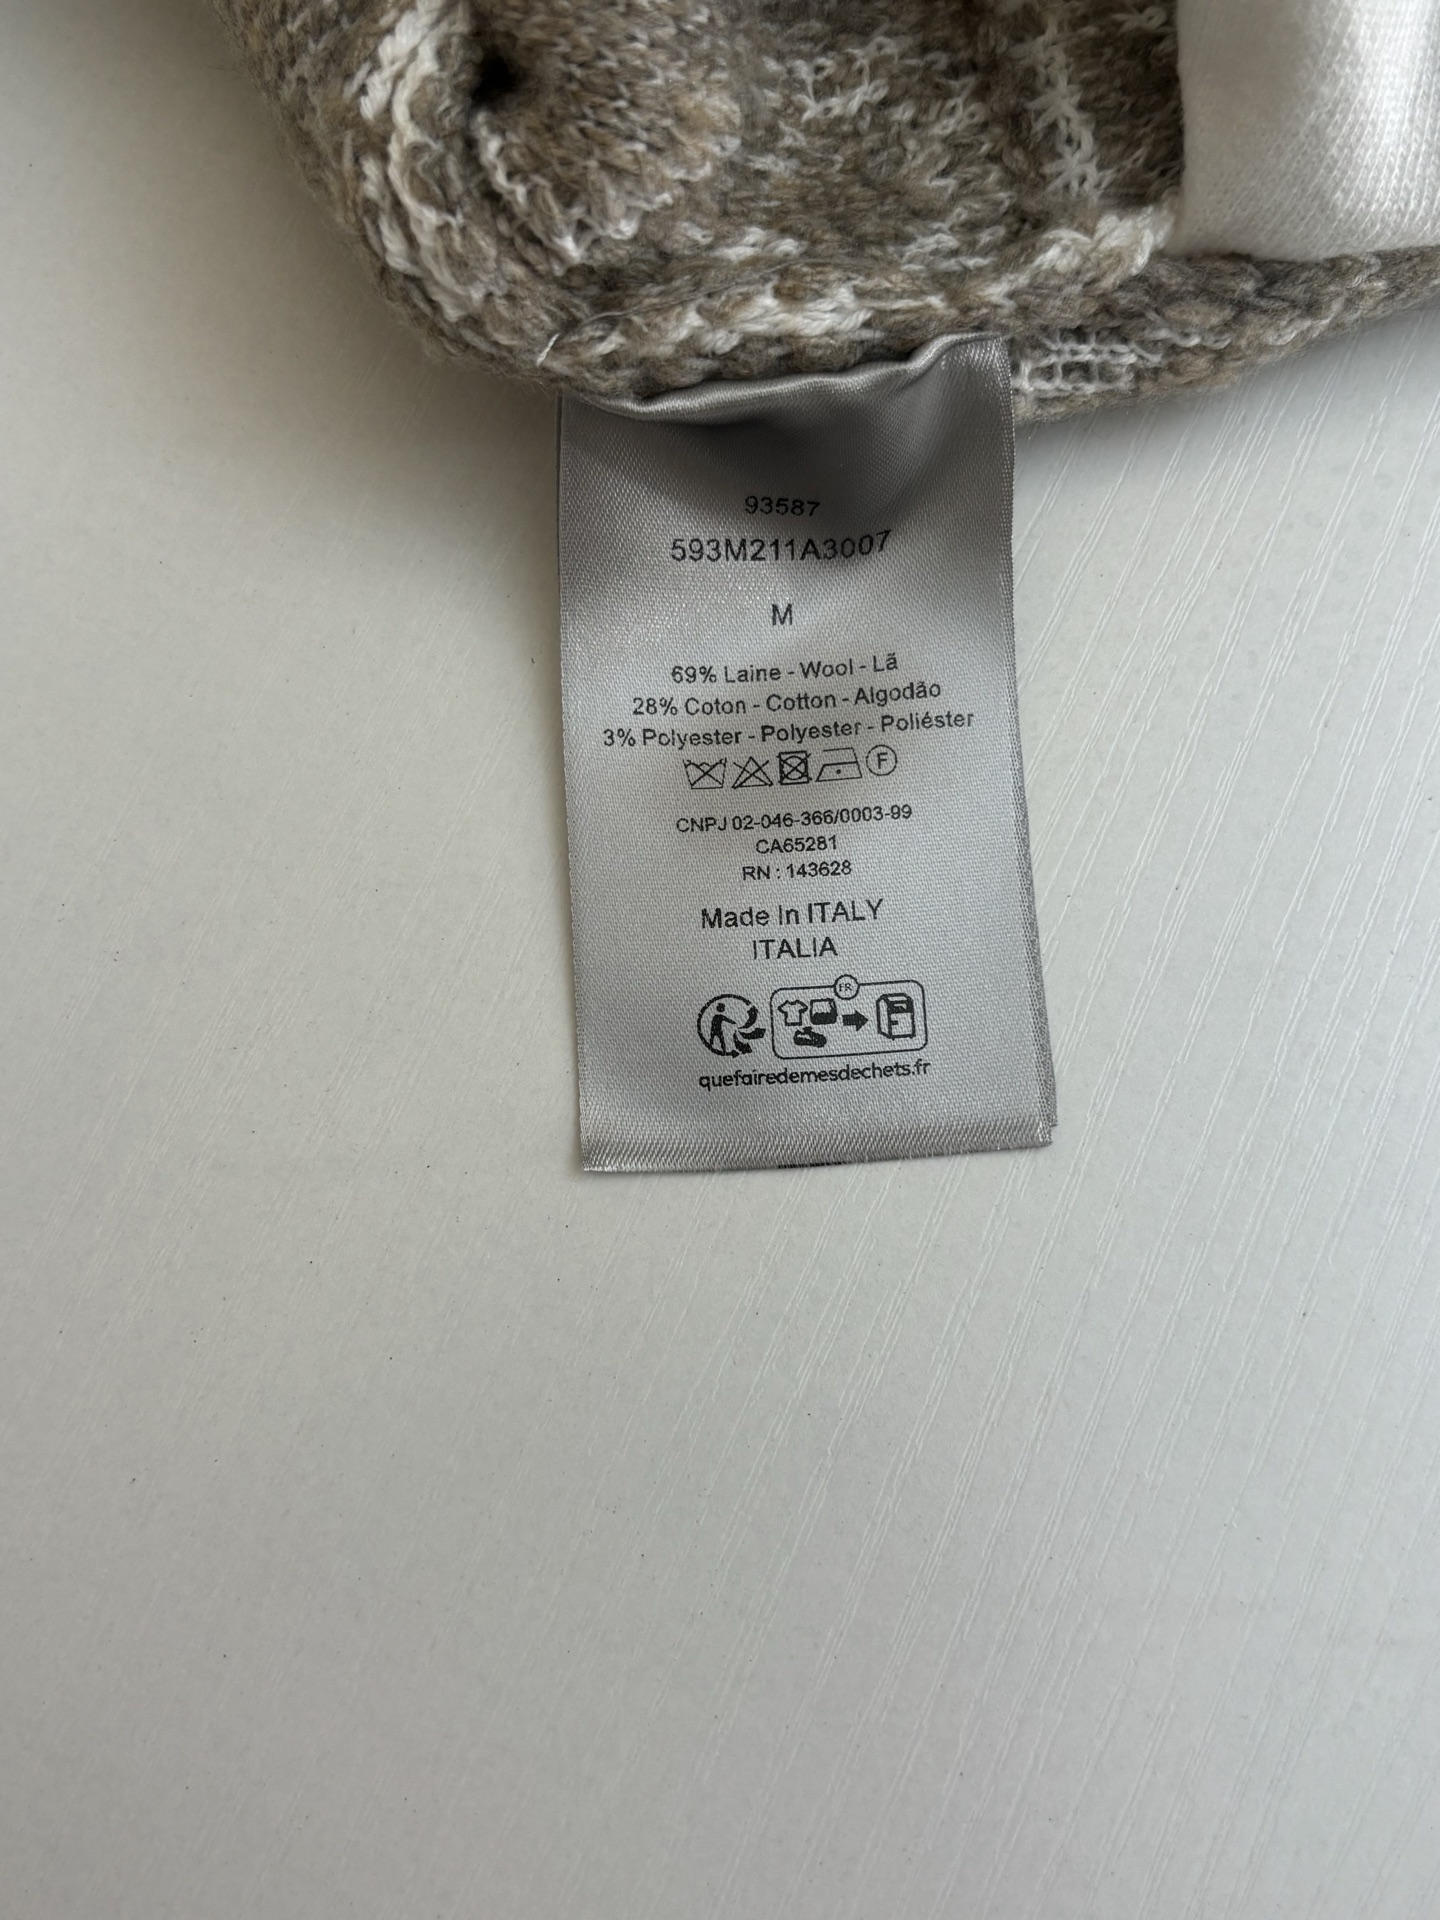 93587
593M211A3007
M
69% Laine - Wool - Lã
28% Coton - Cotton - Algodão
3% Polyester - Polyester - Poliéster
F
CNPJ 02-046-366/0003-99
CA65281
RN : 143628
Made In ITALY
ITALIA
FR
quefairedemesdechets.fr